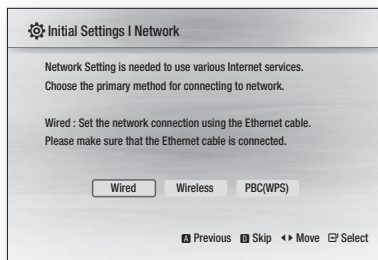 Initial Settings I Network
Network Setting is needed to use various Internet services.
Choose the primary method for connecting to network.
Wired : Set the network connection using the Ethernet cable.
Please make sure that the Ethernet cable is connected.
Wired Wireless PBC(WPS)
A Previous D Skip Move Select